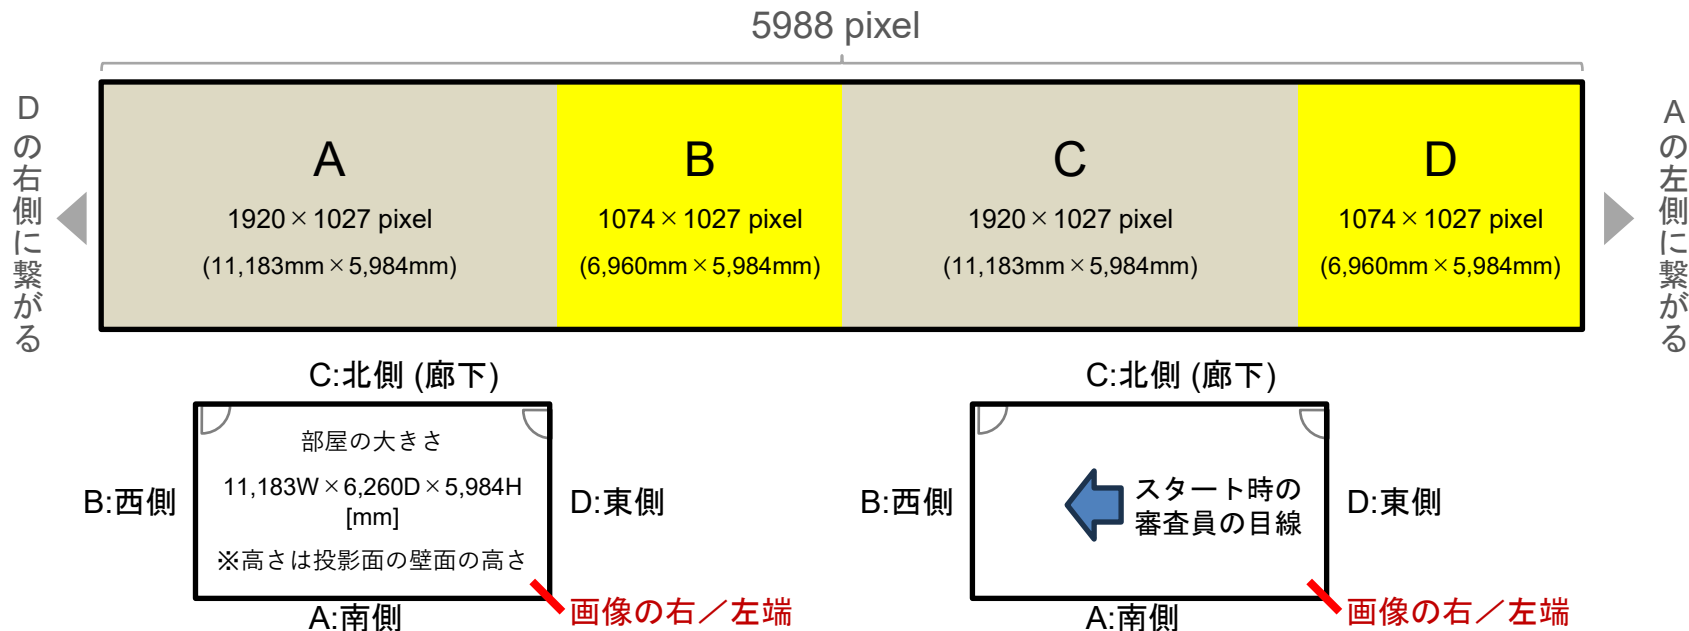 5988 pixel
Dの右側に繋がる
A
1920×1027 pixel
(11,183mm×5,984mm)
B
1074×1027 pixel
(6,960mm×5,984mm)
C
1920×1027 pixel
(11,183mm×5,984mm)
D
1074×1027 pixel
(6,960mm×5,984mm)
Aの左側に繋がる
C:北側 (廊下)
部屋の大きさ
11,183W×6,260D×5,984H
[mm]
※高さは投影面の壁面の高さ
B:西側
D:東側
A:南側
画像の右／左端
C:北側 (廊下)
B:西側
スタート時の
審査員の目線
D:東側
A:南側
画像の右／左端